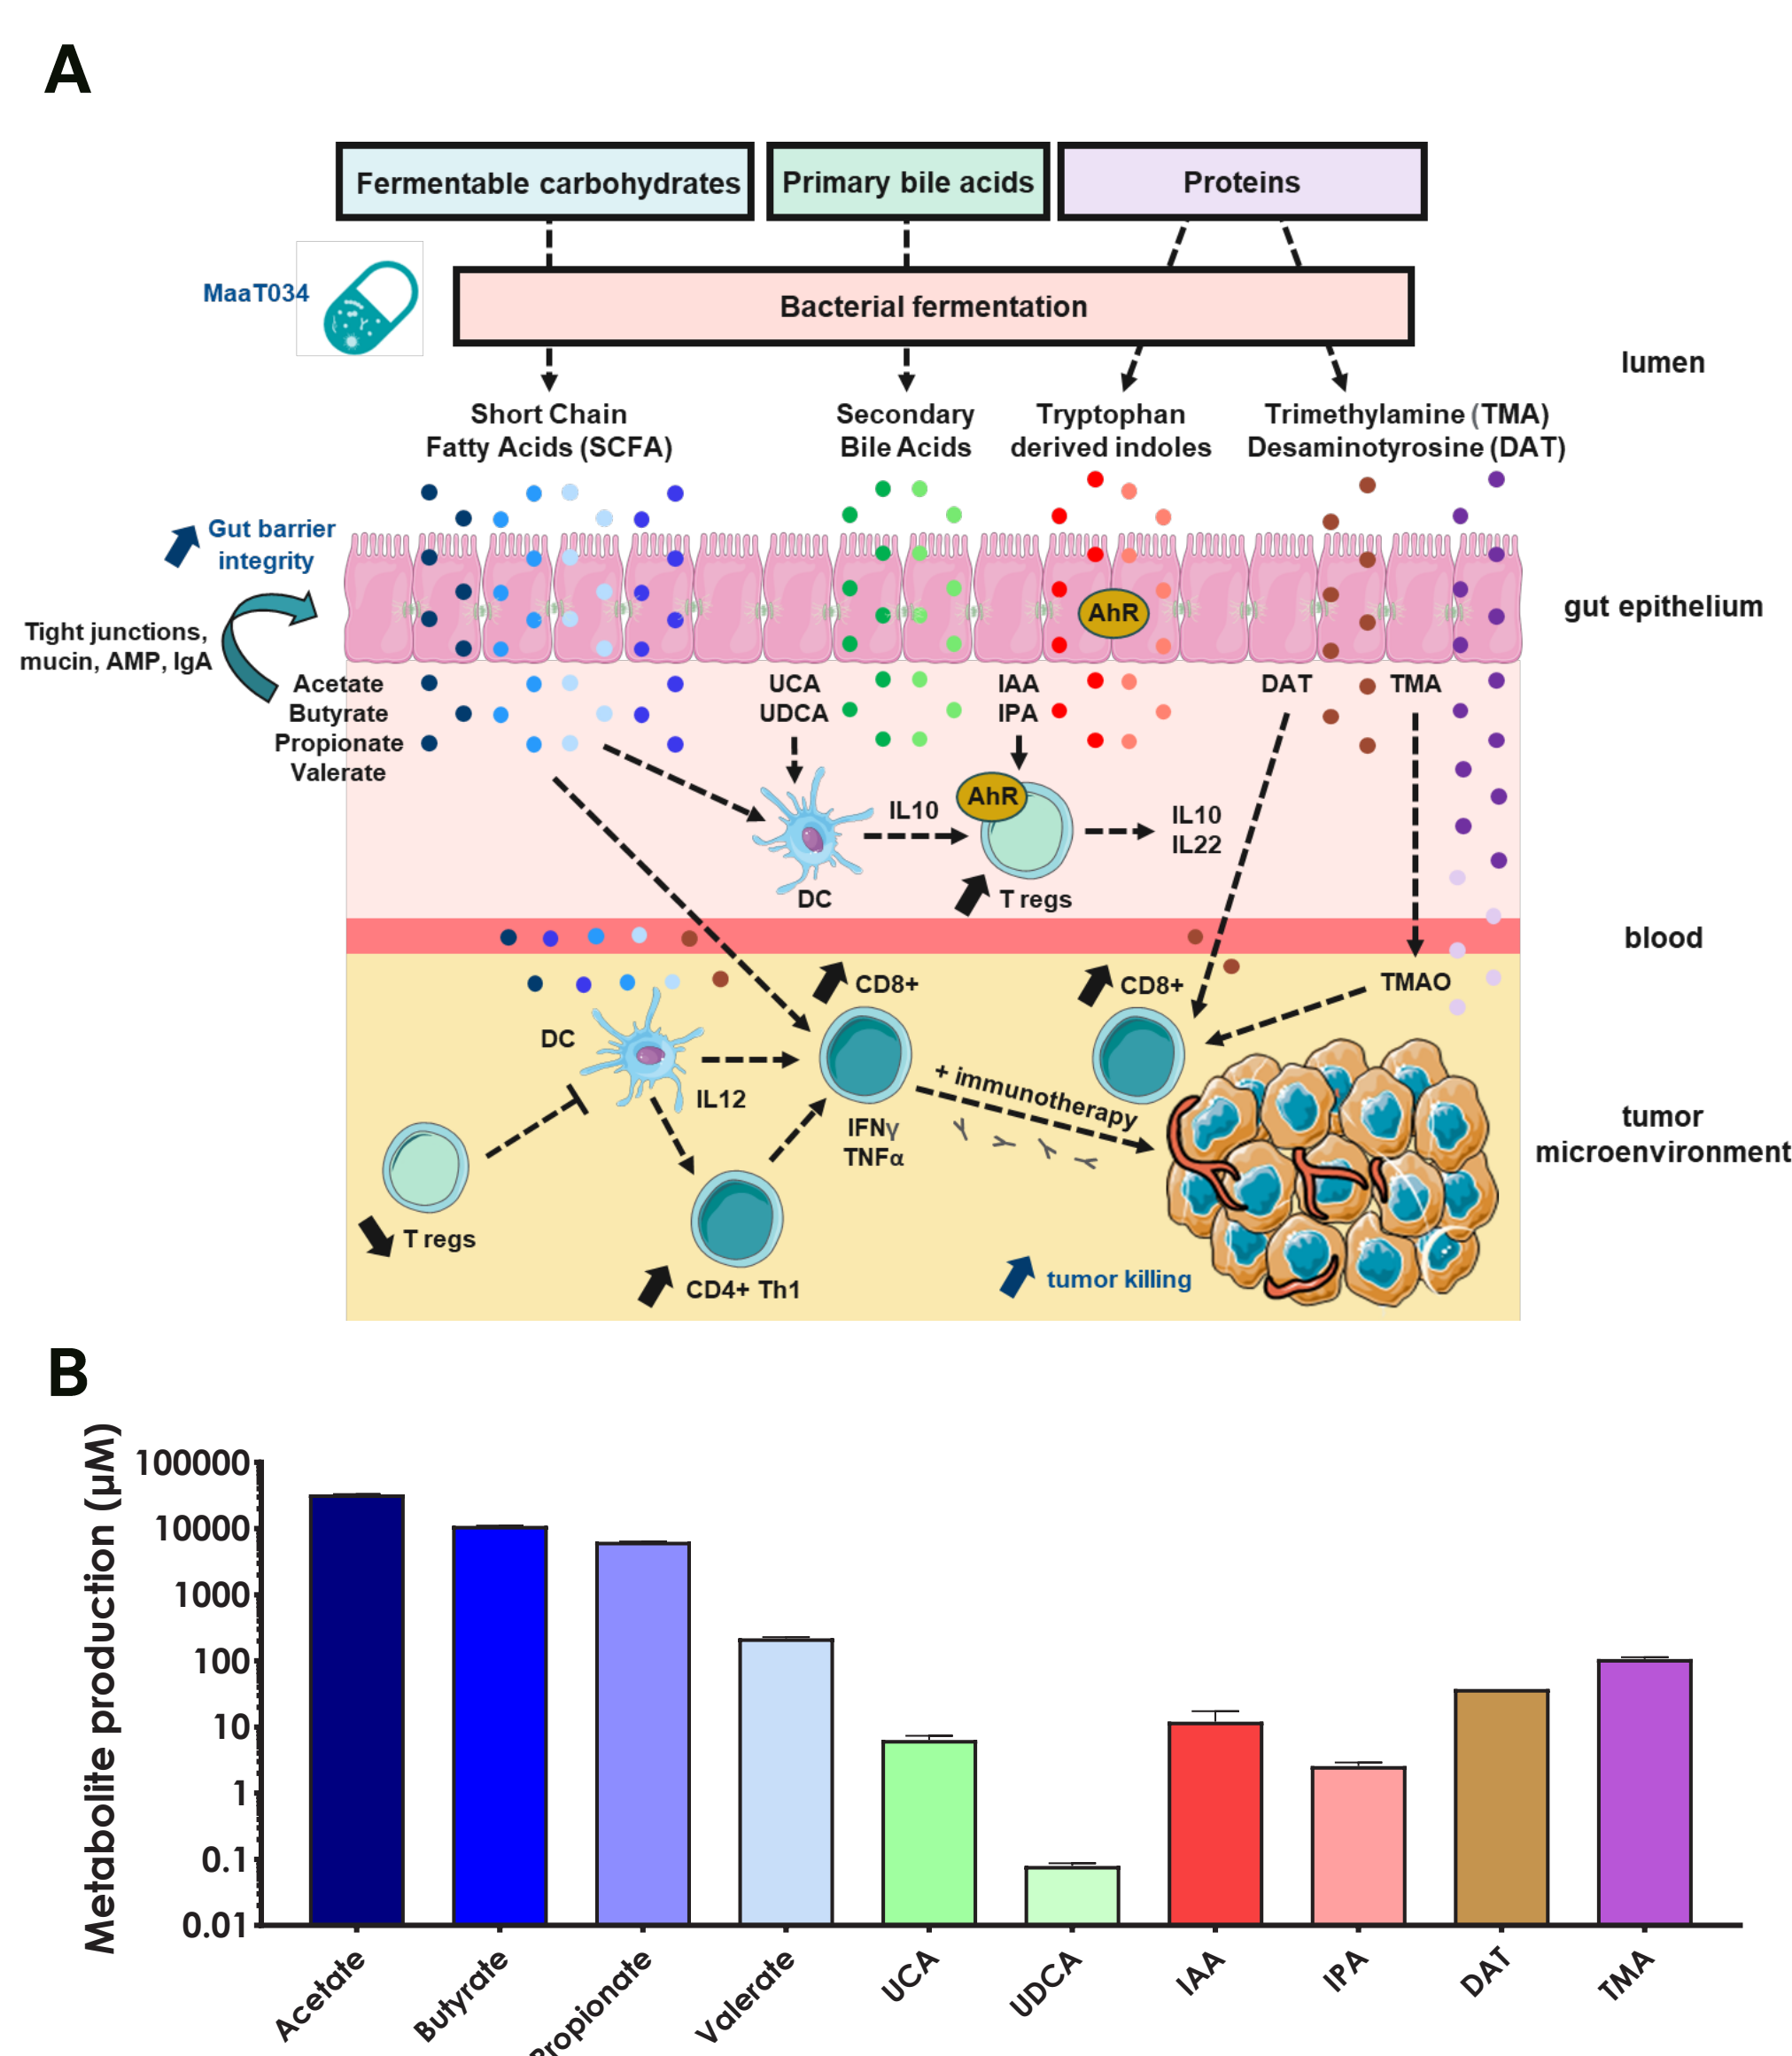 A
Fermentable carbohydrates
Primary bile acids
Proteins
MaaT034
Bacterial fermentation
lumen
Short Chain
Fatty Acids (SCFA)
Secondary
Bile Acids
Tryptophan
derived indoles
Trimethylamine (TMA)
Desaminotyrosine (DAT)
Gut barrier
integrity
AhR
gut epithelium
Tight junctions,
mucin, AMP, IgA
Acetate
Butyrate
Propionate
Valerate
UCA
UDCA
IAA
IPA
DAT
TMA
AhR
IL10
IL10
IL22
DC
T regs
blood
CD8+
CD8+
TMAO
DC
IL12
+ immunotherapy
IFNγ
TNFα
tumor
microenvironment
T regs
CD4+ Th1
tumor killing
B
Metabolite production (µM)
100000
10000
1000
100
10
1
0.1
0.01
Acetate
Butyrate
Propionate
Valerate
UCA
UDCA
IAA
IPA
DAT
TMA